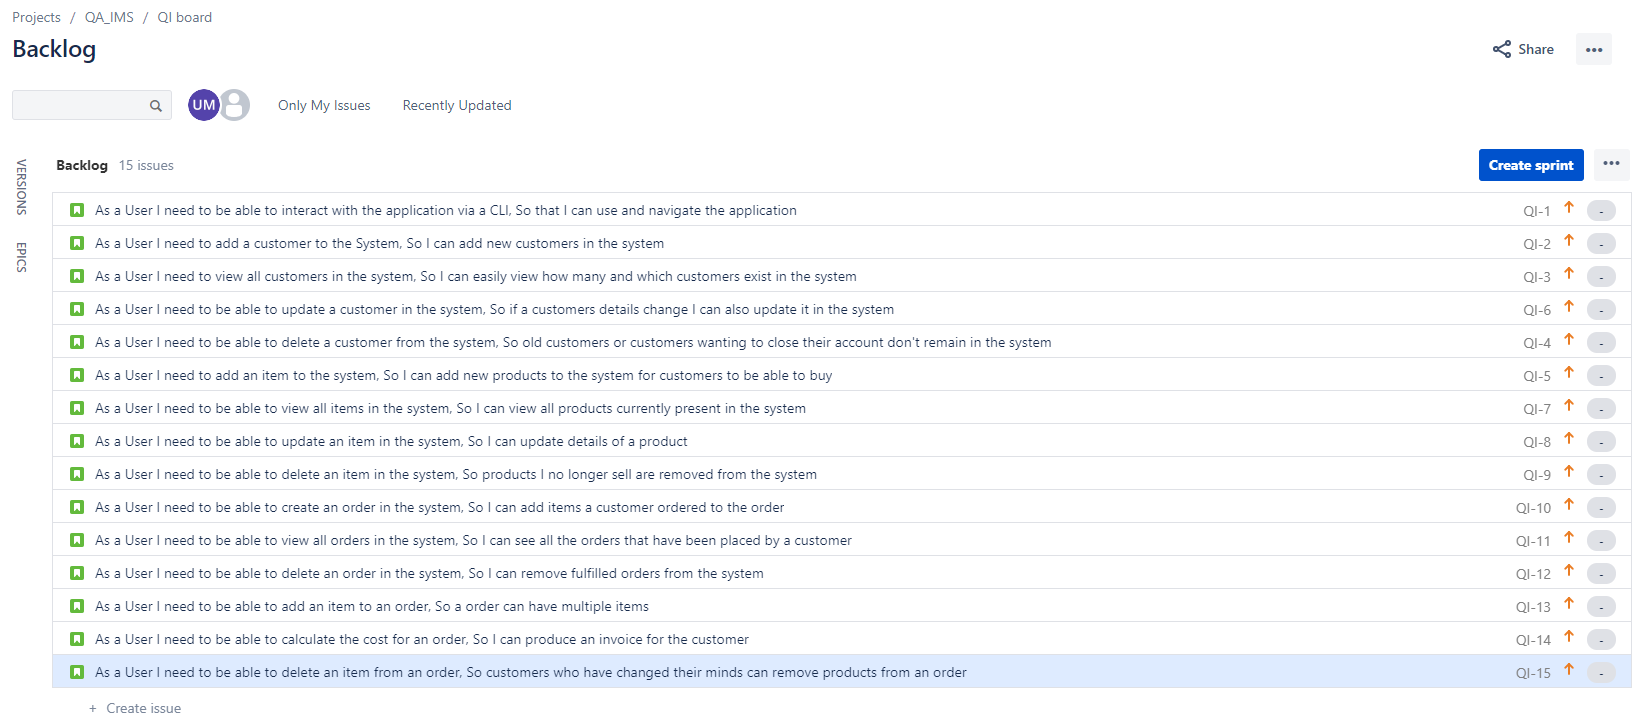 Projects / QA_IMS / QI board
Backlog
Share
UM Only My Issues Recently Updated
VERSIONS
EPICS
Backlog 15 issues Create sprint
As a User I need to be able to interact with the application via a CLI, So that I can use and navigate the application QI-1 -
As a User I need to add a customer to the System, So I can add new customers in the system QI-2 -
As a User I need to view all customers in the system, So I can easily view how many and which customers exist in the system QI-3 -
As a User I need to be able to update a customer in the system, So if a customers details change I can also update it in the system QI-6 -
As a User I need to be able to delete a customer from the system, So old customers or customers wanting to close their account don't remain in the system QI-4 -
As a User I need to add an item to the system, So I can add new products to the system for customers to be able to buy QI-5 -
As a User I need to be able to view all items in the system, So I can view all products currently present in the system QI-7 -
As a User I need to be able to update an item in the system, So I can update details of a product QI-8 -
As a User I need to be able to delete an item in the system, So products I no longer sell are removed from the system QI-9 -
As a User I need to be able to create an order in the system, So I can add items a customer ordered to the order QI-10 -
As a User I need to be able to view all orders in the system, So I can see all the orders that have been placed by a customer QI-11 -
As a User I need to be able to delete an order in the system, So I can remove fulfilled orders from the system QI-12 -
As a User I need to be able to add an item to an order, So a order can have multiple items QI-13 -
As a User I need to be able to calculate the cost for an order, So I can produce an invoice for the customer QI-14 -
As a User I need to be able to delete an item from an order, So customers who have changed their minds can remove products from an order QI-15 -
+ Create issue